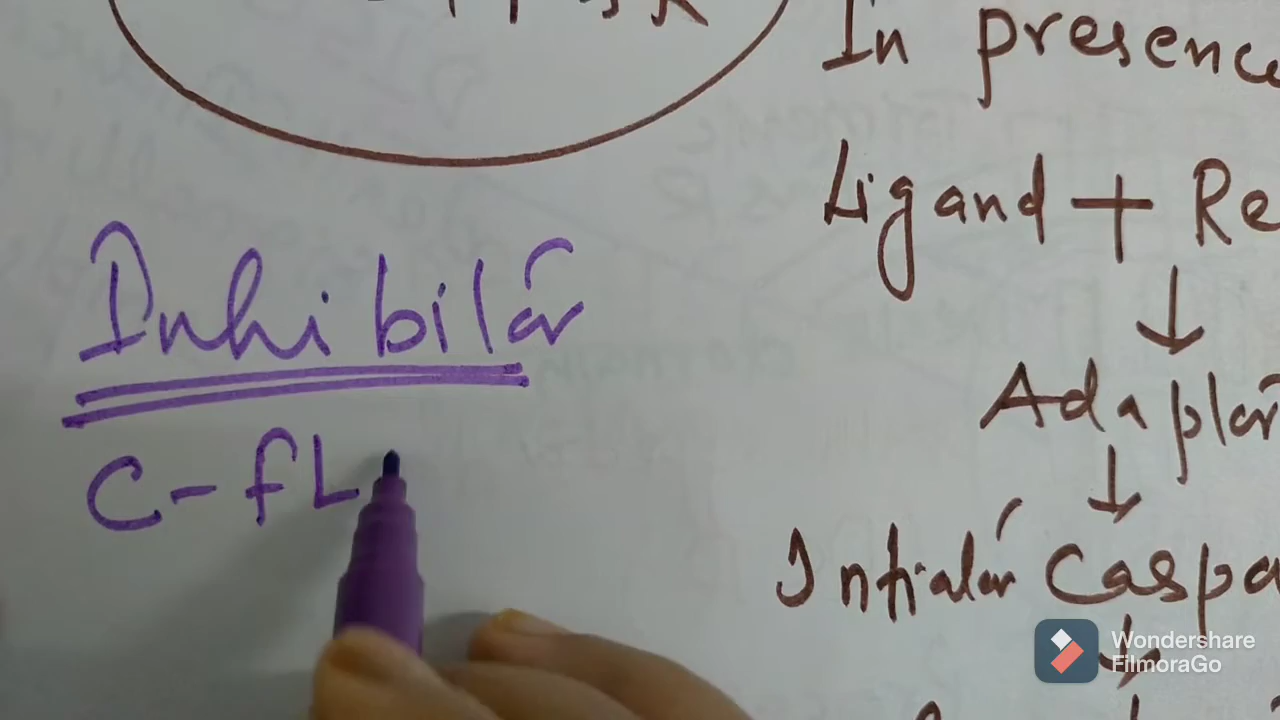 In presence
Ligand + Re
↓
Adaptor
↓
Initiator Caspa
↓
Inhibitor
C-fL
Wondershare
FilmoraGo